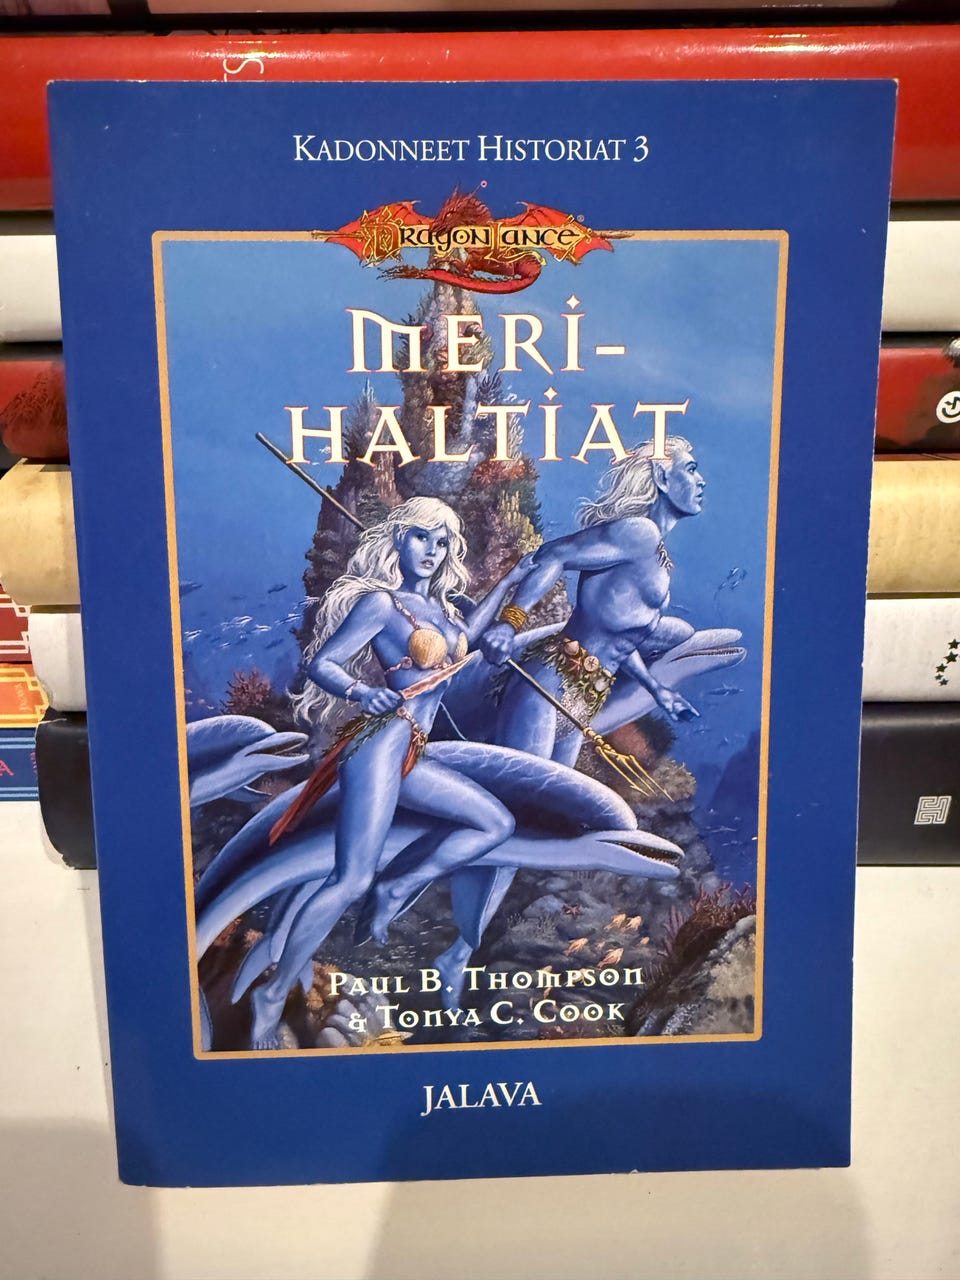 KADONNEET HISTORIAT 3
DRAGONLANCE®
MERI-
HALTIAT
PAUL B. THOMPSON
& TONYA C. COOK
JALAVA